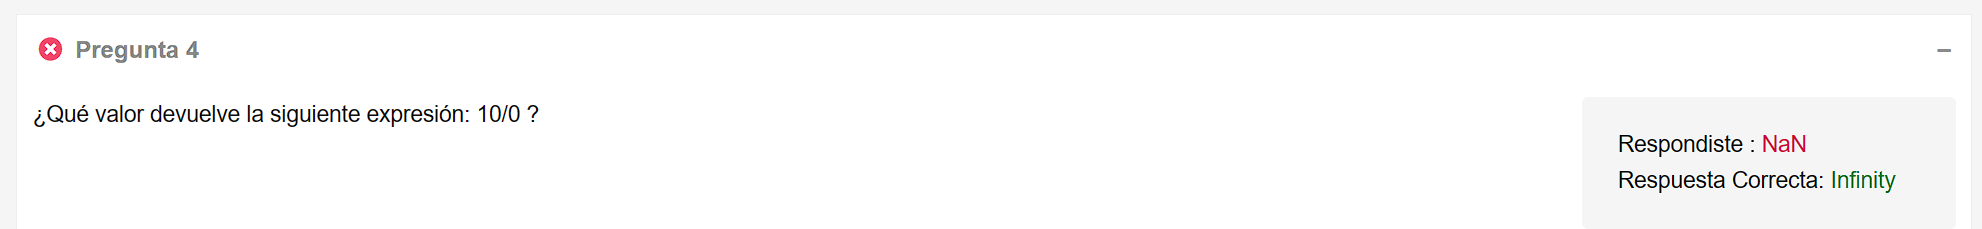 Pregunta 4
¿Qué valor devuelve la siguiente expresión: 10/0 ?
Respondiste : NaN
Respuesta Correcta: Infinity